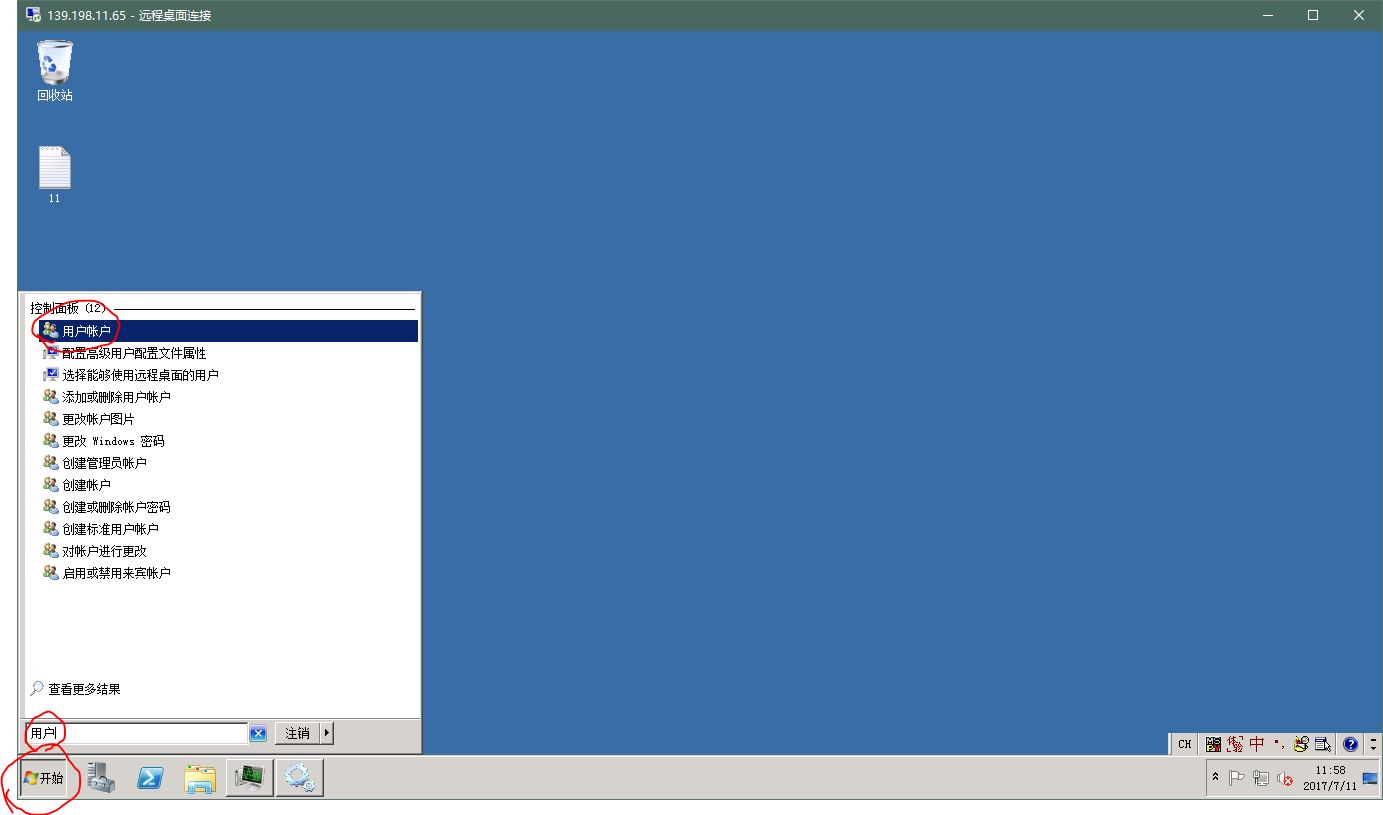 139.198.11.65 - 远程桌面连接
回收站
11
控制面板 (12)
用户帐户
配置高级用户配置文件属性
选择能够使用远程桌面的用户
添加或删除用户帐户
更改帐户图片
更改 Windows 密码
创建管理员帐户
创建帐户
创建或删除帐户密码
创建标准用户帐户
对帐户进行更改
启用或禁用来宾帐户
查看更多结果
用户
注销
CH
中
开始
11:58
2017/7/11